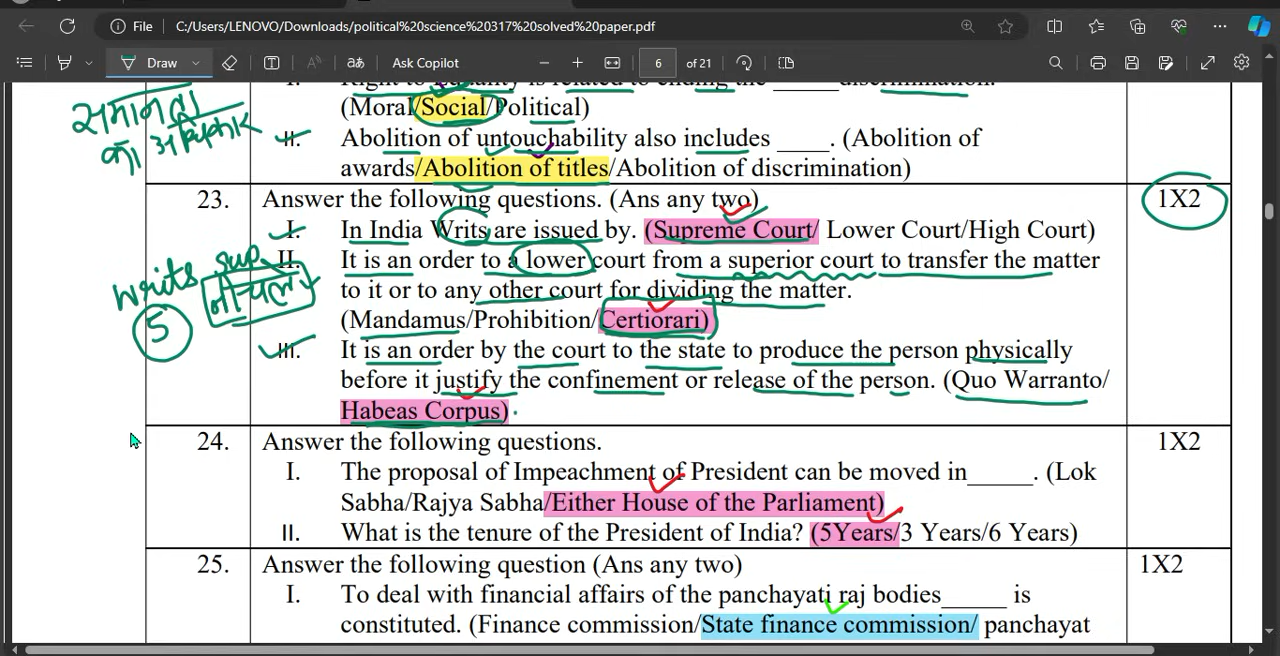 File C:/Users/LENOVO/Downloads/political%20science%20317%20solved%20paper.pdf
Draw aあ Ask Copilot 6 of 21
(Moral/Social/Political)
समानता
का अधिकार
II. Abolition of untouchability also includes ____. (Abolition of
awards/Abolition of titles/Abolition of discrimination)
23. Answer the following questions. (Ans any two) 1X2
I. In India Writs are issued by. (Supreme Court/ Lower Court/High Court)
writs sup
5
II. It is an order to a lower court from a superior court to transfer the matter
to it or to any other court for dividing the matter.
(Mandamus/Prohibition/Certiorari)
III. It is an order by the court to the state to produce the person physically
before it justify the confinement or release of the person. (Quo Warranto/
Habeas Corpus)
24. Answer the following questions. 1X2
I. The proposal of Impeachment of President can be moved in_____. (Lok
Sabha/Rajya Sabha/Either House of the Parliament)
II. What is the tenure of the President of India? (5Years/3 Years/6 Years)
25. Answer the following question (Ans any two) 1X2
I. To deal with financial affairs of the panchayati raj bodies_____ is
constituted. (Finance commission/State finance commission/ panchayat